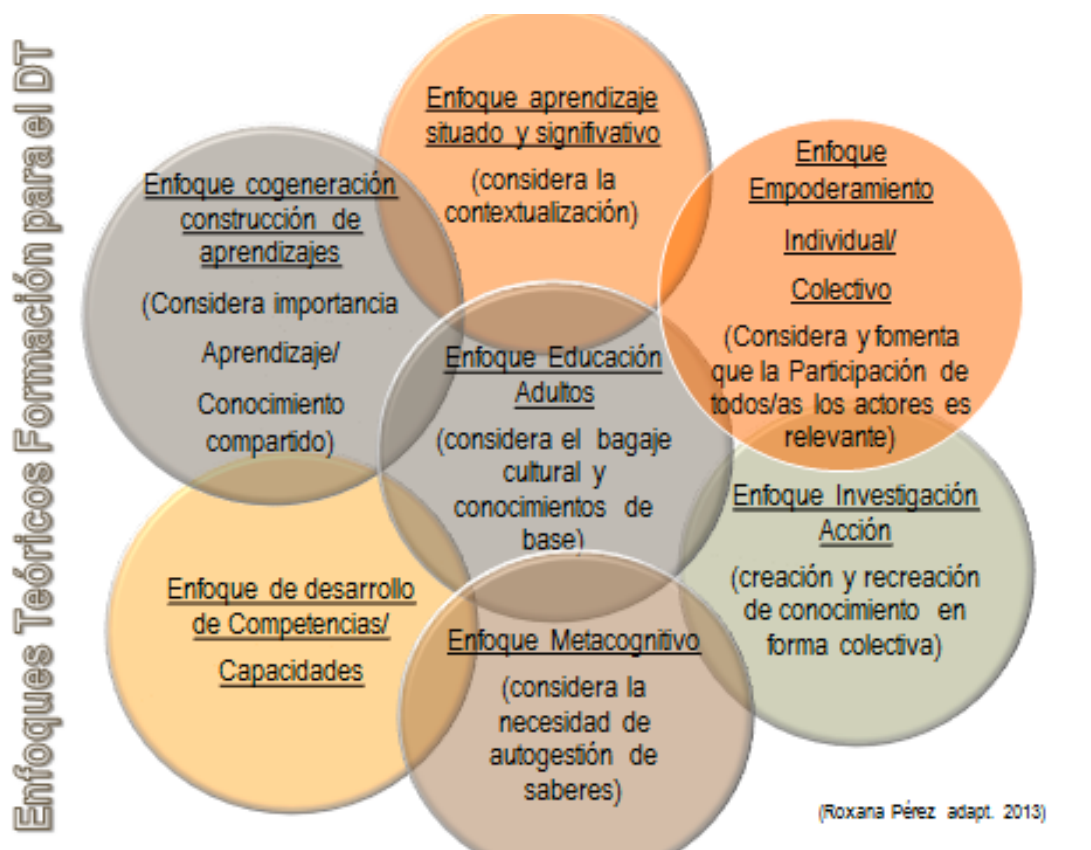 Enfoques Teóricos Formación para el DT
Enfoque aprendizaje
situado y signifivativo
(considera la
contextualización)
Enfoque
Empoderamiento
Individual/
Colectivo
(Considera y fomenta
que la Participación de
todos/as los actores es
relevante)
Enfoque cogeneración
construcción de
aprendizajes
(Considera importancia
Aprendizaje/
Conocimiento
compartido)
Enfoque Educación
Adultos
(considera el bagaje
cultural y
conocimientos de
base)
Enfoque Investigación
Acción
(creación y recreación
de conocimiento en
forma colectiva)
Enfoque de desarrollo
de Competencias/
Capacidades
Enfoque Metacognitivo
(considera la
necesidad de
autogestión de
saberes)
(Roxana Pérez adapt. 2013)